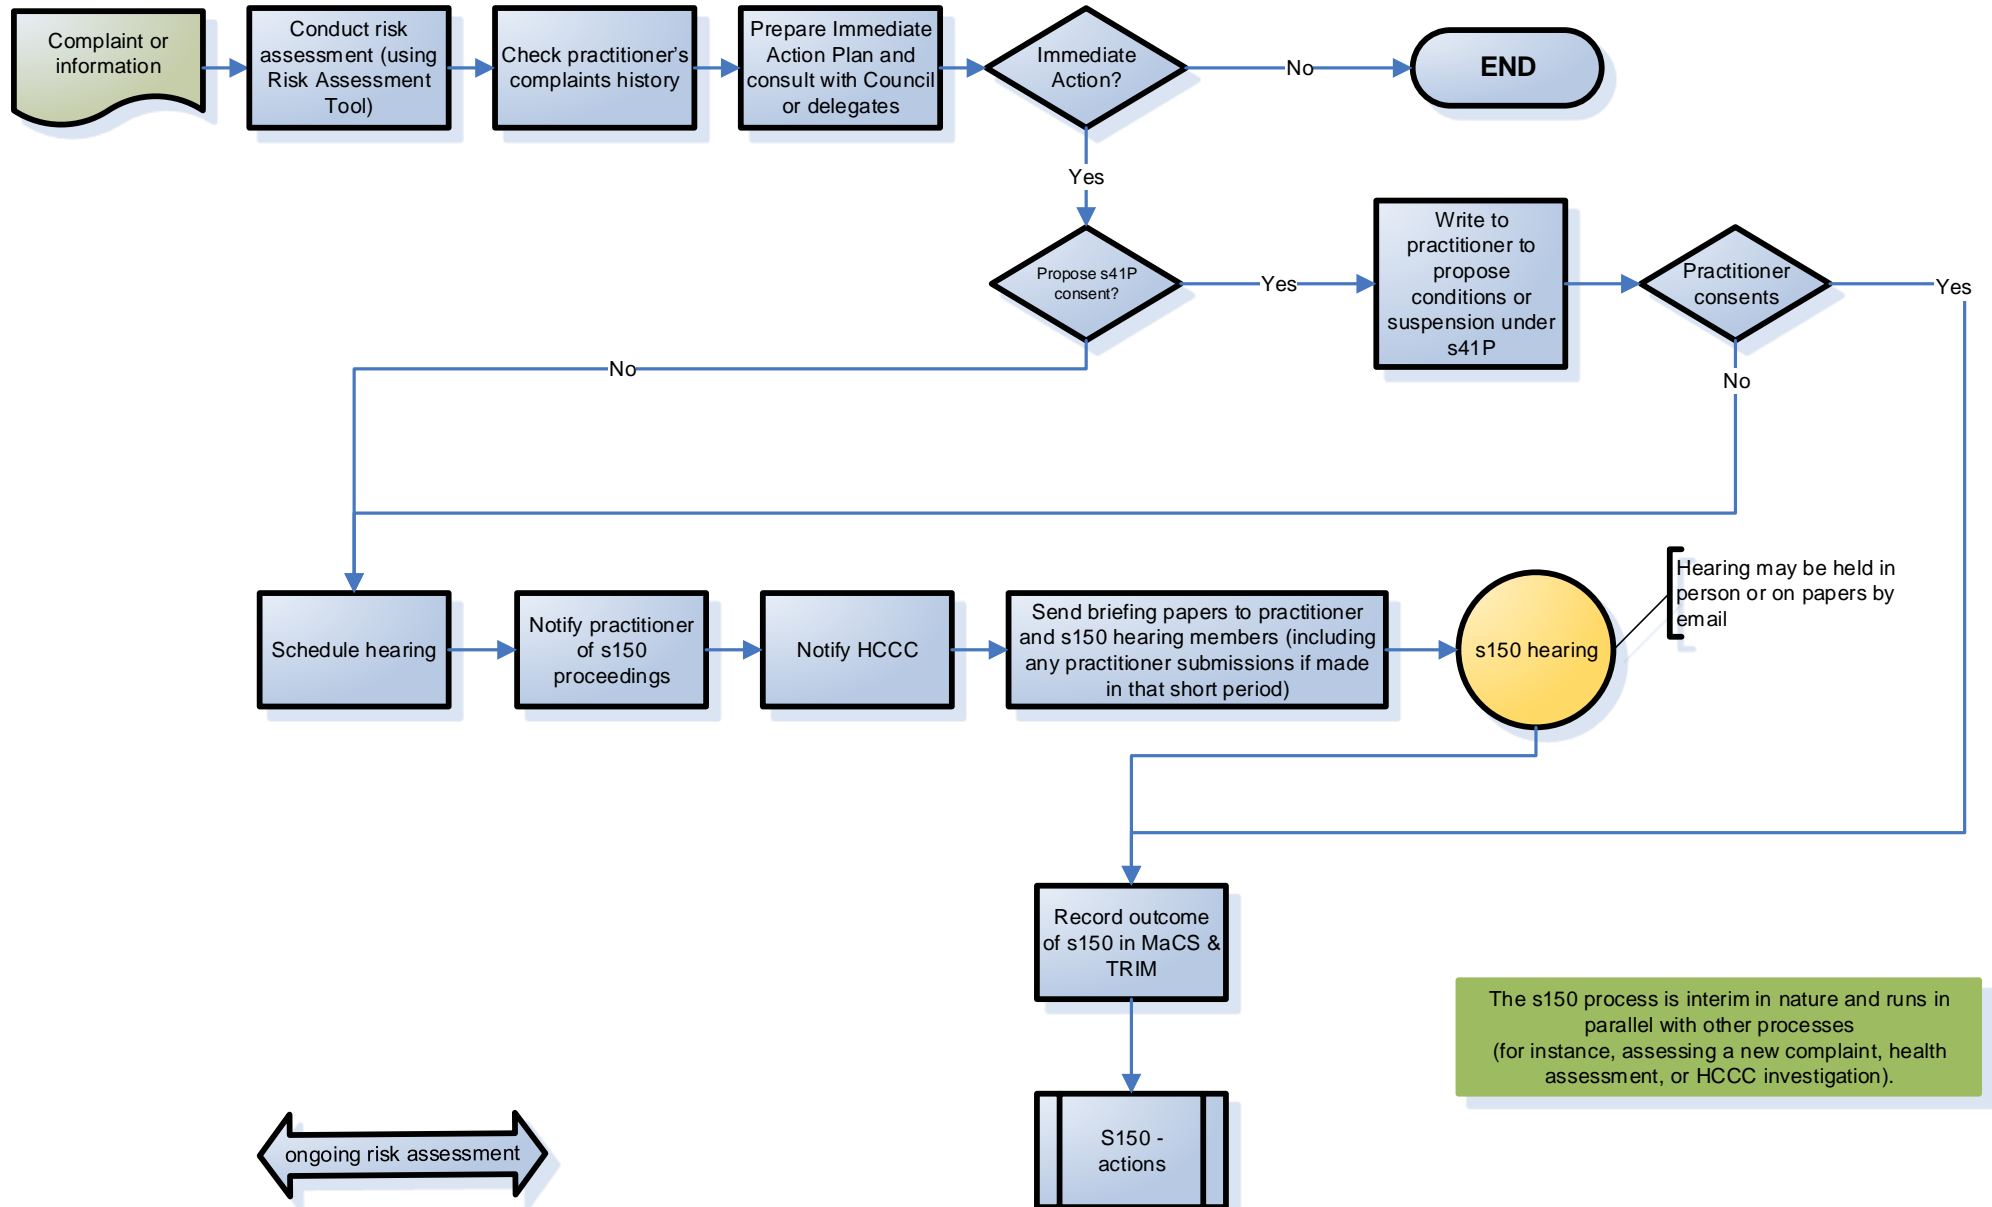 Complaint or
information
Conduct risk
assessment (using
Risk Assessment
Tool)
Check practitioner's
complaints history
Prepare Immediate
Action Plan and
consult with Council
or delegates
Immediate
Action?
No
END
Yes
Propose s41P
consent?
Yes
Write to
practitioner to
propose
conditions or
suspension under
s41P
Practitioner
consents
Yes
No
No
Schedule hearing
Notify practitioner
of s150
proceedings
Notify HCCC
Send briefing papers to practitioner
and s150 hearing members (including
any practitioner submissions if made
in that short period)
s150 hearing
Hearing may be held in
person or on papers by
email
Record outcome
of s150 in MaCS &
TRIM
The s150 process is interim in nature and runs in
parallel with other processes
(for instance, assessing a new complaint, health
assessment, or HCCC investigation).
ongoing risk assessment
S150 -
actions